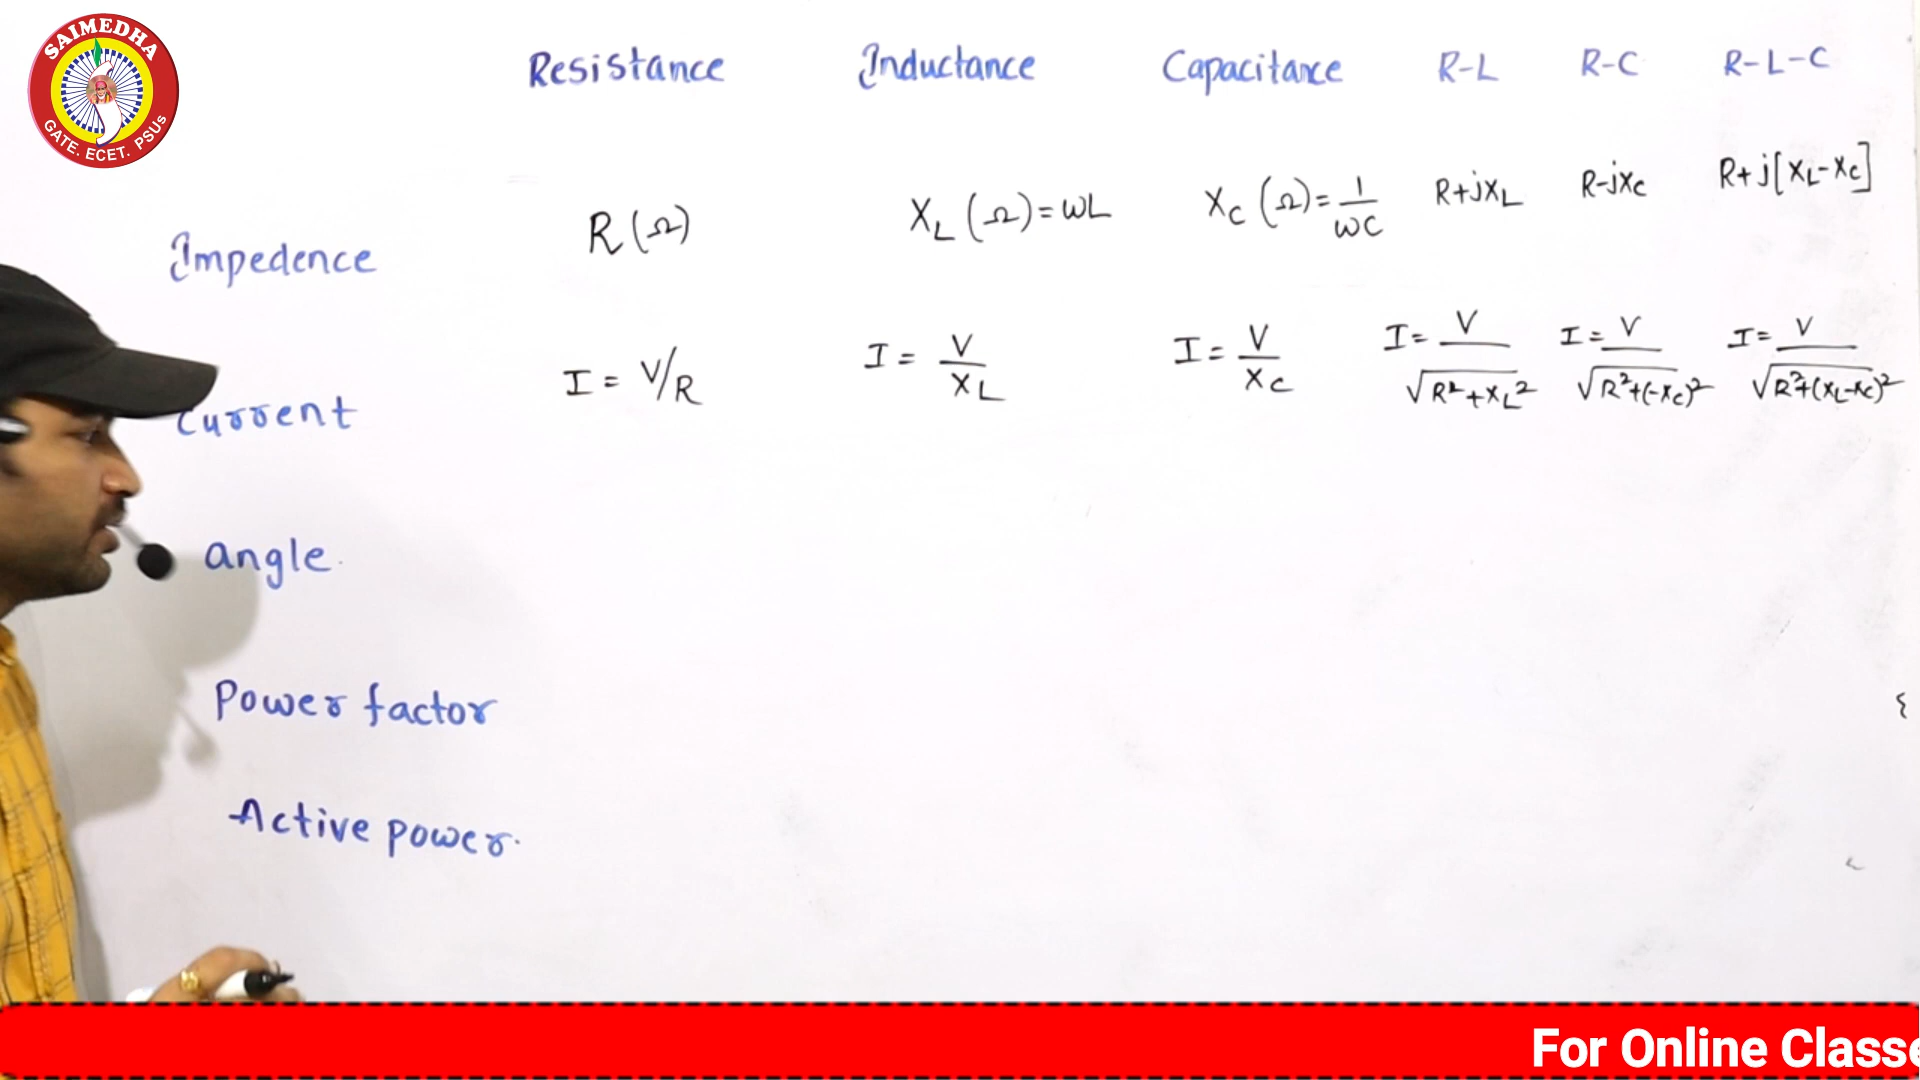 SAIMEDHA
GATE. ECET. PSUs
Resistance Inductance Capacitance R-L R-C R-L-C
Impedence R(Ω) X_L (Ω) = ωL X_C (Ω) = 1/ωC R+jX_L R-jX_C R+j[X_L-X_C]
Current I = V/R I = V/X_L I = V/X_C I = V/√R²+X_L² I = V/√R²+(-X_C)² I = V/√R²+(X_L-X_C)²
angle.
Power factor
Active power.
For Online Classe